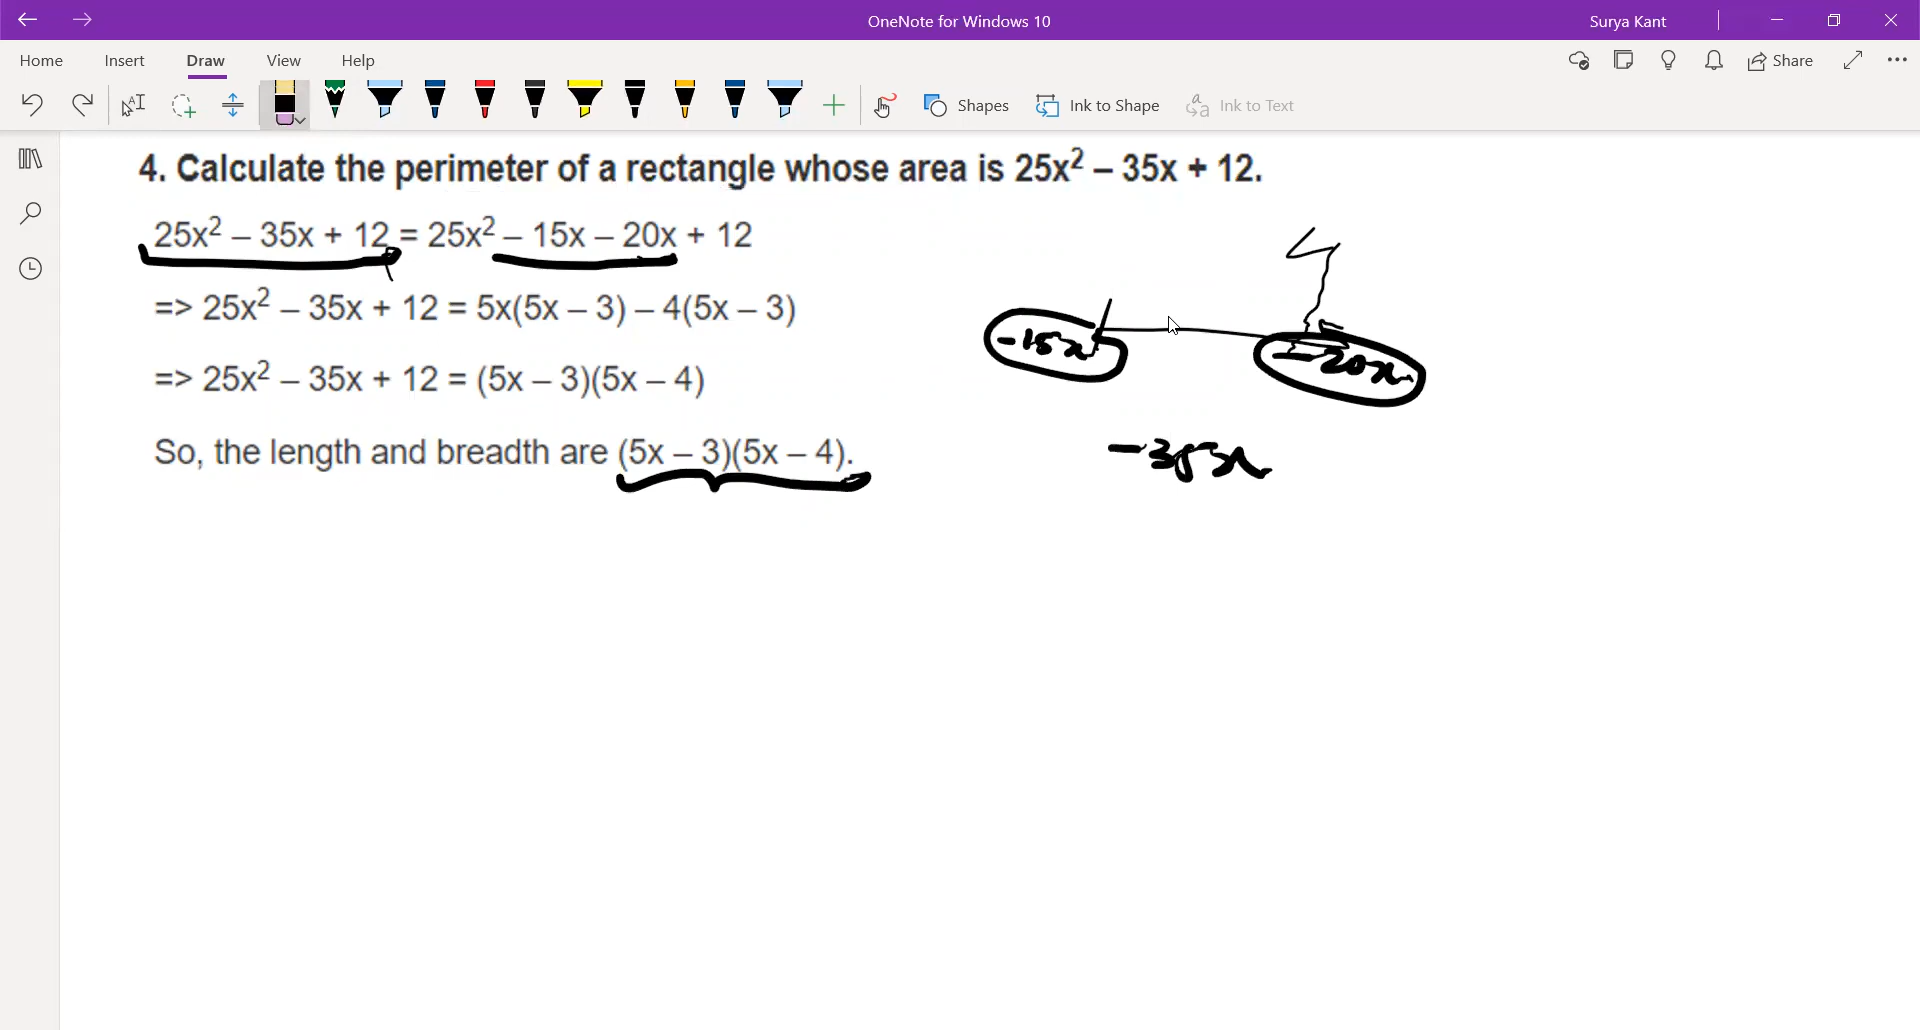 OneNote for Windows 10
Surya Kant
Home Insert Draw View Help
Share
Shapes Ink to Shape Ink to Text
4. Calculate the perimeter of a rectangle whose area is 25x² – 35x + 12.
25x² – 35x + 12 = 25x² – 15x – 20x + 12
=> 25x² – 35x + 12 = 5x(5x – 3) – 4(5x – 3)
-15x
-20x
=> 25x² – 35x + 12 = (5x – 3)(5x – 4)
So, the length and breadth are (5x – 3)(5x – 4).
-35x